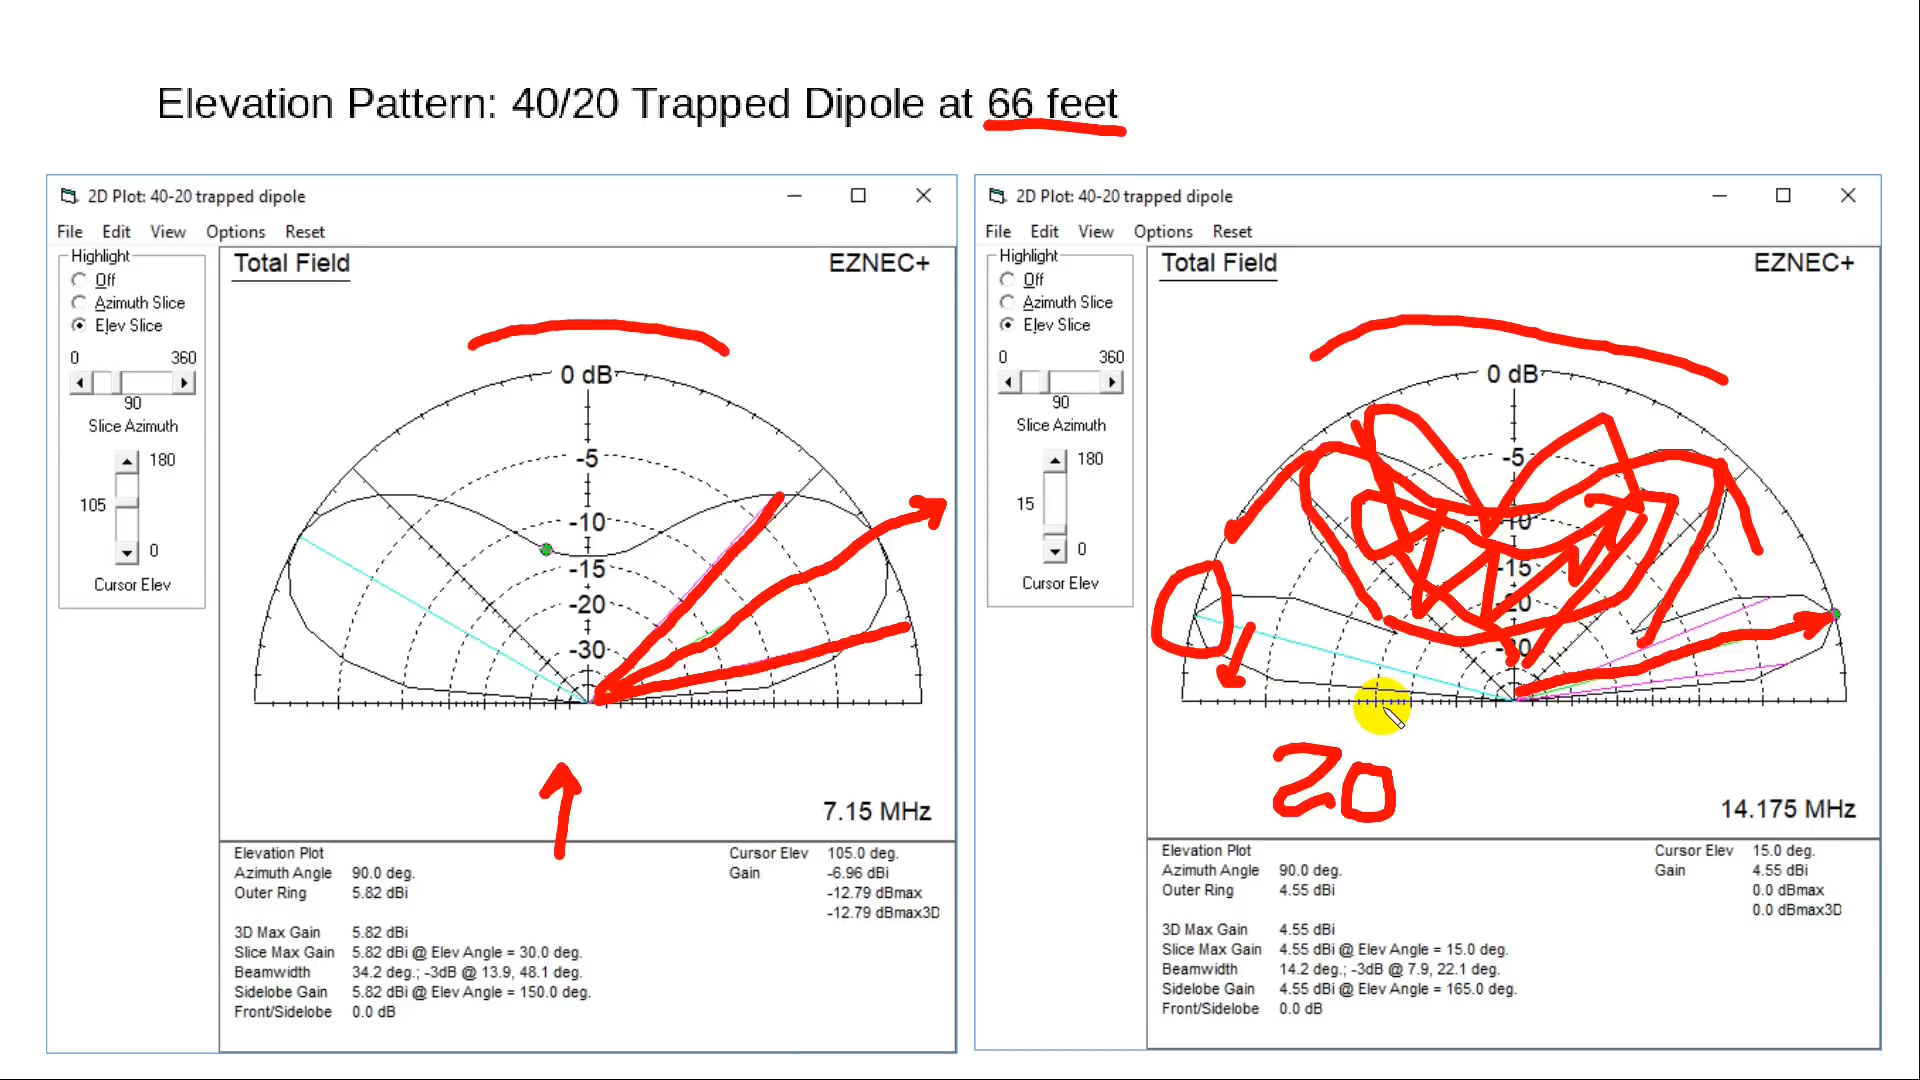 Elevation Pattern: 40/20 Trapped Dipole at 66 feet
2D Plot: 40-20 trapped dipole
File Edit View Options Reset
Highlight
Off
Azimuth Slice
Elev Slice
0 360
90
Slice Azimuth
180
105
0
Cursor Elev
Total Field
EZNEC+
0 dB
-5
-10
-15
-20
-30
7.15 MHz
Elevation Plot
Azimuth Angle 90.0 deg.
Outer Ring 5.82 dBi
3D Max Gain 5.82 dBi
Slice Max Gain 5.82 dBi @ Elev Angle = 30.0 deg.
Beamwidth 34.2 deg.; -3dB @ 13.9, 48.1 deg.
Sidelobe Gain 5.82 dBi @ Elev Angle = 150.0 deg.
Front/Sidelobe 0.0 dB
Cursor Elev 105.0 deg.
Gain -6.96 dBi
-12.79 dBmax
-12.79 dBmax3D
2D Plot: 40-20 trapped dipole
File Edit View Options Reset
Highlight
Off
Azimuth Slice
Elev Slice
0 360
90
Slice Azimuth
180
15
0
Cursor Elev
Total Field
EZNEC+
0 dB
-5
10
-15
20
20
14.175 MHz
Elevation Plot
Azimuth Angle 90.0 deg.
Outer Ring 4.55 dBi
3D Max Gain 4.55 dBi
Slice Max Gain 4.55 dBi @ Elev Angle = 15.0 deg.
Beamwidth 14.2 deg.; -3dB @ 7.9, 22.1 deg.
Sidelobe Gain 4.55 dBi @ Elev Angle = 165.0 deg.
Front/Sidelobe 0.0 dB
Cursor Elev 15.0 deg.
Gain 4.55 dBi
0.0 dBmax
0.0 dBmax3D